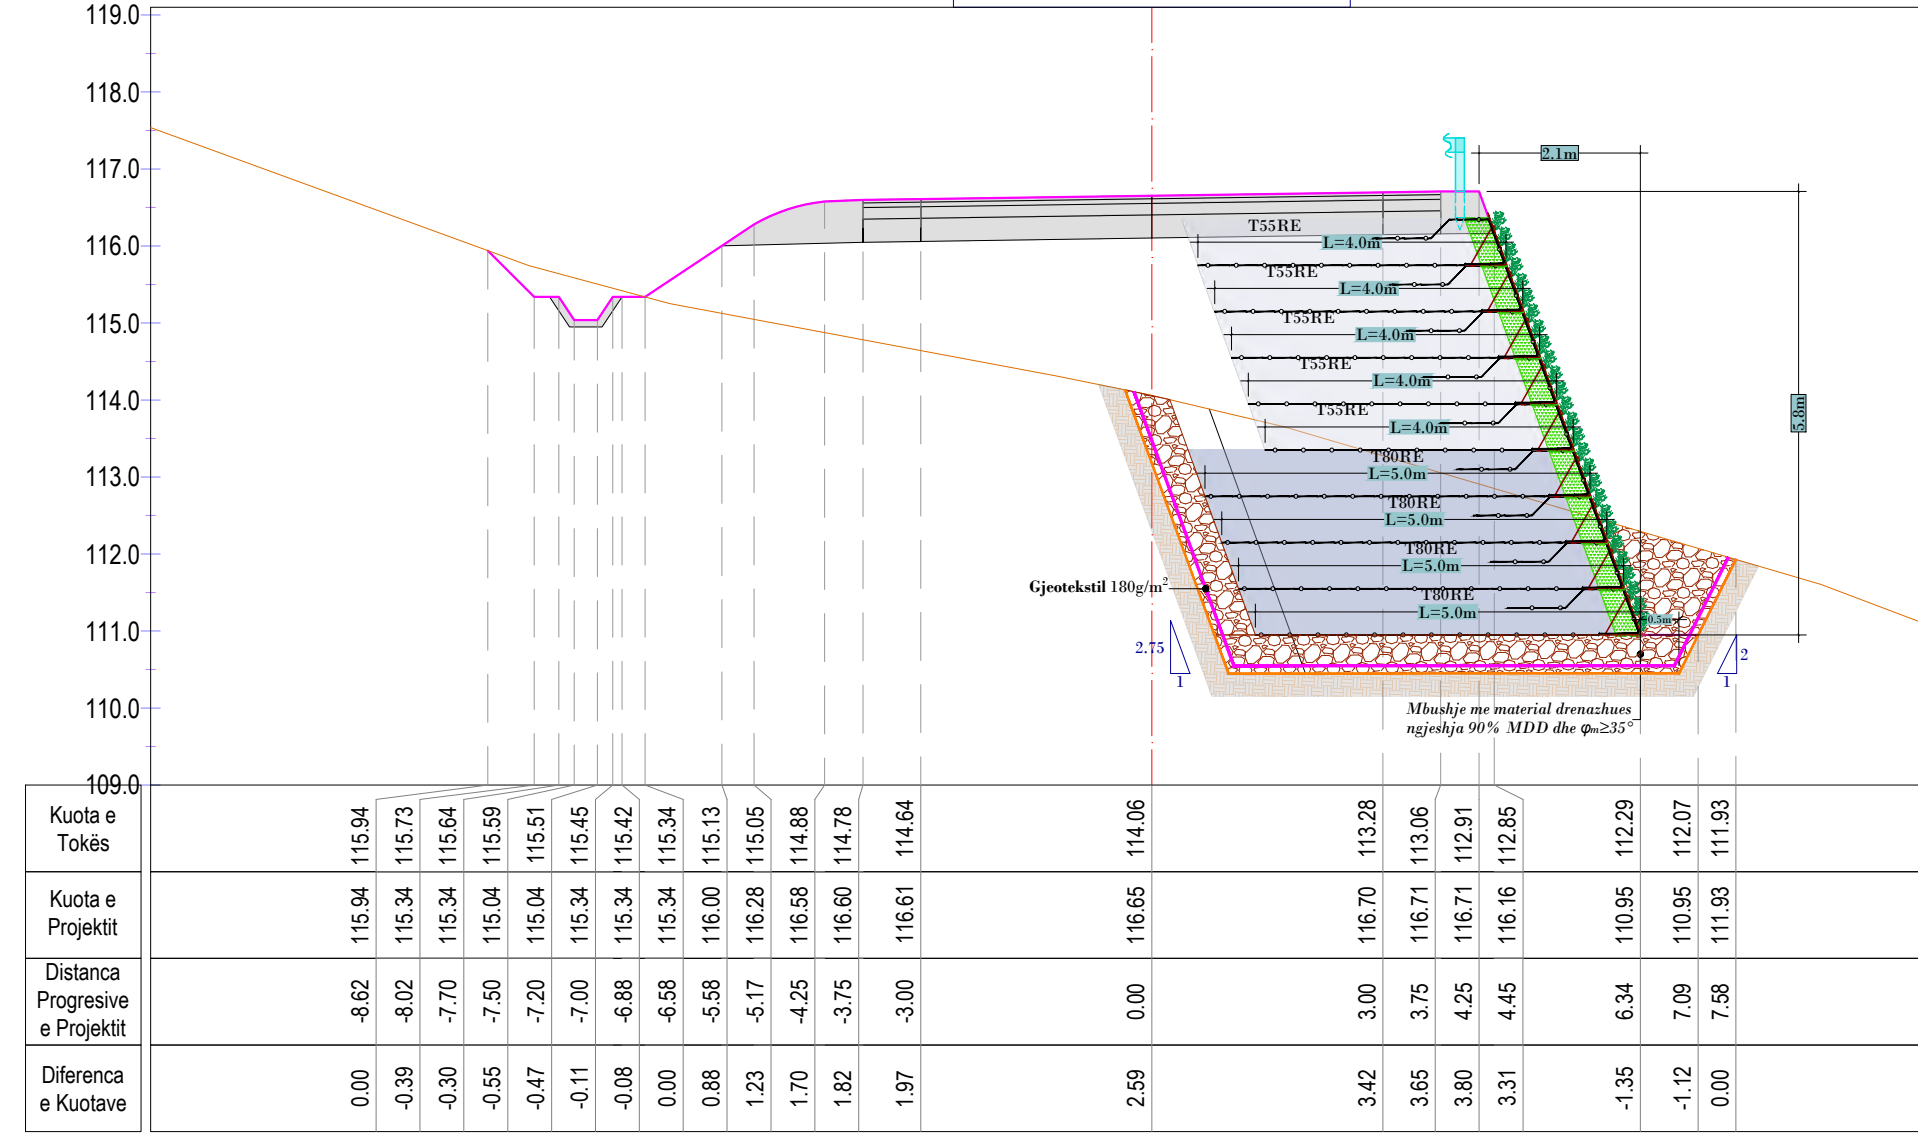 119.0
118.0
117.0
116.0
115.0
114.0
113.0
112.0
111.0
110.0
109.0
2.1m
5.8m
T55RE
L=4.0m
T55RE
L=4.0m
T55RE
L=4.0m
T55RE
L=4.0m
T55RE
L=4.0m
T80RE
L=5.0m
T80RE
L=5.0m
T80RE
L=5.0m
T80RE
L=5.0m
Gjeotekstil 180g/m²
0.5m
2.75
1
2
1
Mbushje me material drenazhues
ngjeshja 90% MDD dhe φm≥35°
Kuota e
Tokës
115.94 115.73 115.64 115.59 115.51 115.45 115.42 115.34 115.13 115.05 114.88 114.78 114.64 114.06 113.28 113.06 112.91 112.85 112.29 112.07 111.93
Kuota e
Projektit
115.94 115.34 115.34 115.04 115.04 115.34 115.34 115.34 116.00 116.28 116.58 116.60 116.61 116.65 116.70 116.71 116.71 116.16 110.95 110.95 111.93
Distanca
Progresive
e Projektit
-8.62 -8.02 -7.70 -7.50 -7.20 -7.00 -6.88 -6.58 -5.58 -5.17 -4.25 -3.75 -3.00 0.00 3.00 3.75 4.25 4.45 6.34 7.09 7.58
Diferenca
e Kuotave
0.00 -0.39 -0.30 -0.55 -0.47 -0.11 -0.08 0.00 0.88 1.23 1.70 1.82 1.97 2.59 3.42 3.65 3.80 3.31 -1.35 -1.12 0.00